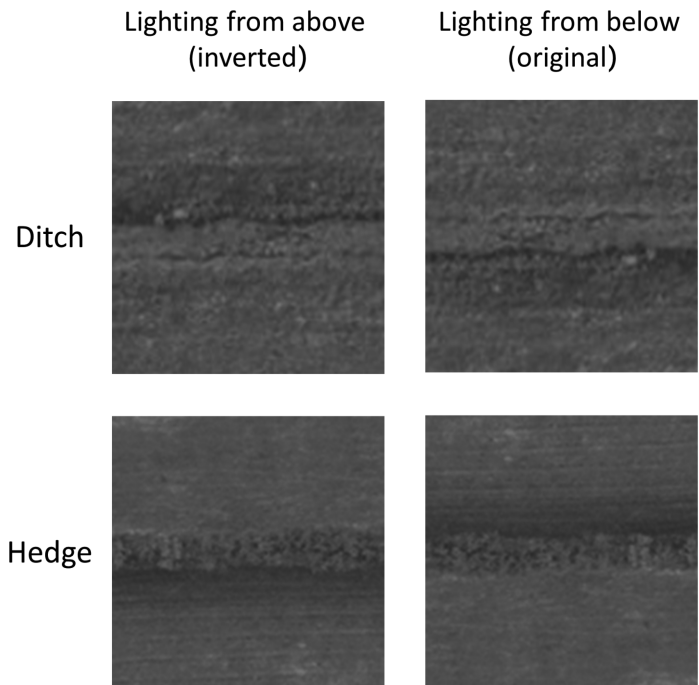 Lighting from above
(inverted)
Lighting from below
(original)
Ditch
Hedge